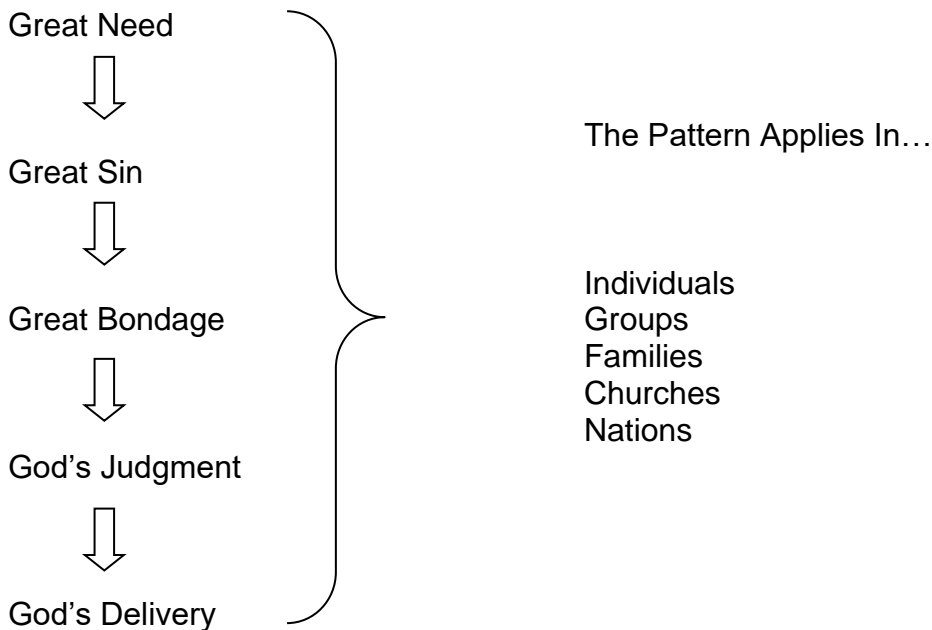 Great Need
Great Sin
Great Bondage
God’s Judgment
God’s Delivery
The Pattern Applies In…
Individuals
Groups
Families
Churches
Nations